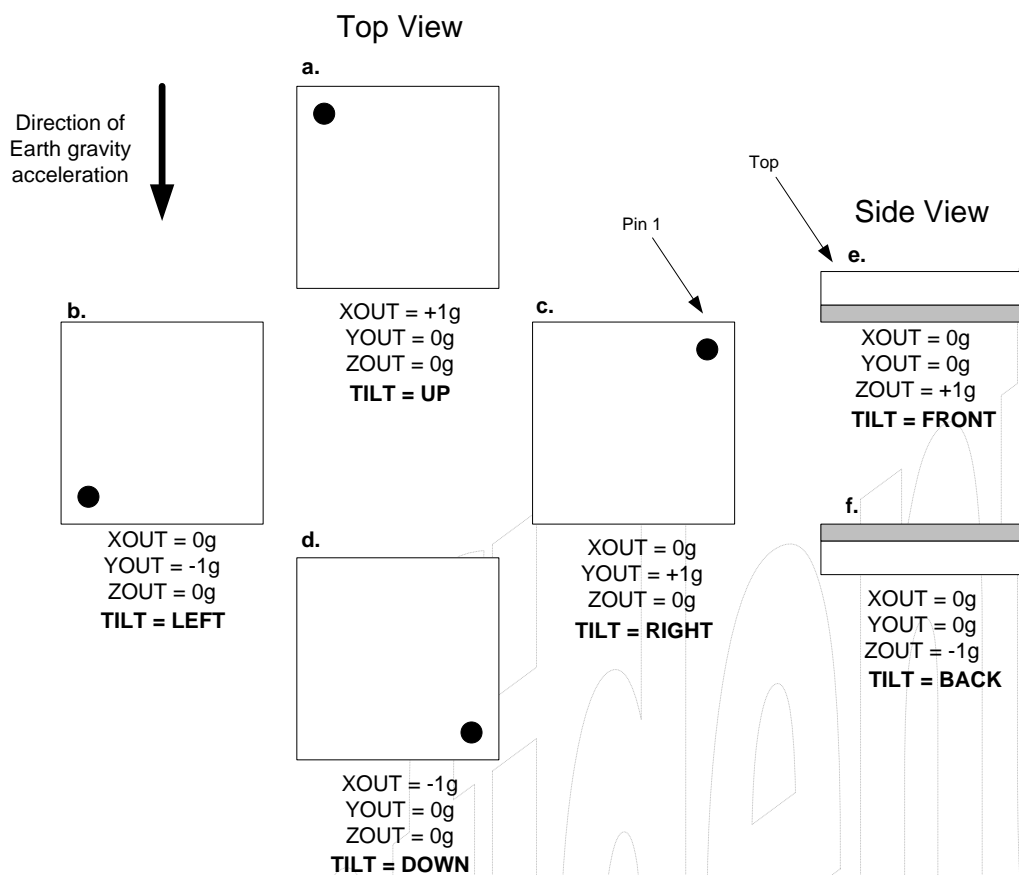 Top View
a.
Direction of
Earth gravity
acceleration
XOUT = +1g
YOUT = 0g
ZOUT = 0g
TILT = UP
b.
XOUT = 0g
YOUT = -1g
ZOUT = 0g
TILT = LEFT
Pin 1
c.
XOUT = 0g
YOUT = +1g
ZOUT = 0g
TILT = RIGHT
d.
XOUT = -1g
YOUT = 0g
ZOUT = 0g
TILT = DOWN
Top
Side View
e.
XOUT = 0g
YOUT = 0g
ZOUT = +1g
TILT = FRONT
f.
XOUT = 0g
YOUT = 0g
ZOUT = -1g
TILT = BACK